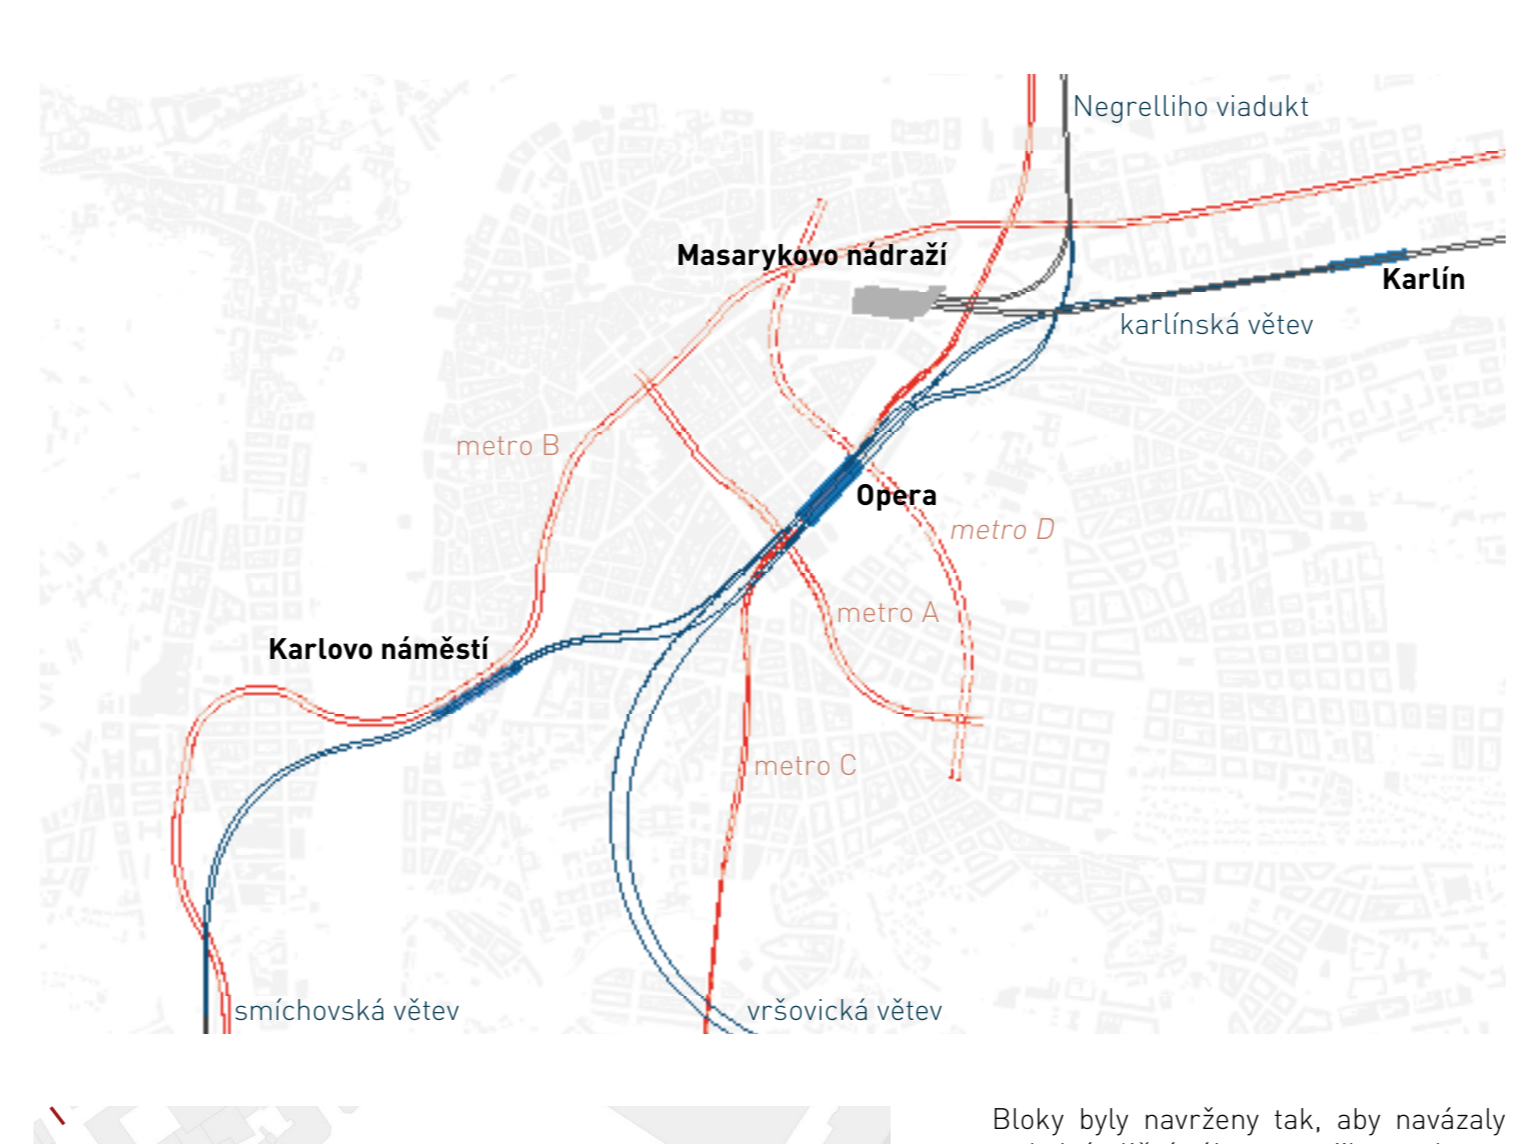 Negrelliho viadukt
Masarykovo nádraží
Karlín
karlínská větev
metro B
Opera
metro D
metro A
Karlovo náměstí
metro C
smíchovská větev
vršovická větev
Bloky byly navrženy tak, aby navázaly